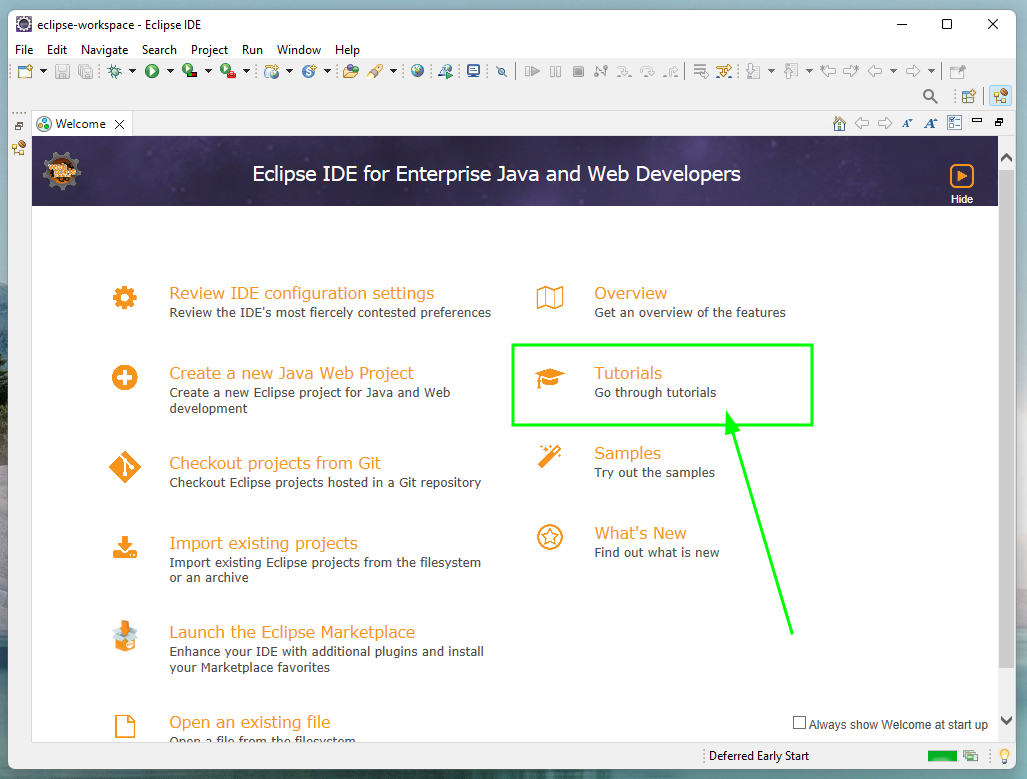 eclipse-workspace - Eclipse IDE
File Edit Navigate Search Project Run Window Help
Welcome
Eclipse IDE for Enterprise Java and Web Developers
Hide
Review IDE configuration settings
Review the IDE's most fiercely contested preferences
Create a new Java Web Project
Create a new Eclipse project for Java and Web
development
Checkout projects from Git
Checkout Eclipse projects hosted in a Git repository
Import existing projects
Import existing Eclipse projects from the filesystem
or an archive
Launch the Eclipse Marketplace
Enhance your IDE with additional plugins and install
your Marketplace favorites
Open an existing file
Open a file from the filesystem
Overview
Get an overview of the features
Tutorials
Go through tutorials
Samples
Try out the samples
What's New
Find out what is new
Always show Welcome at start up
Deferred Early Start